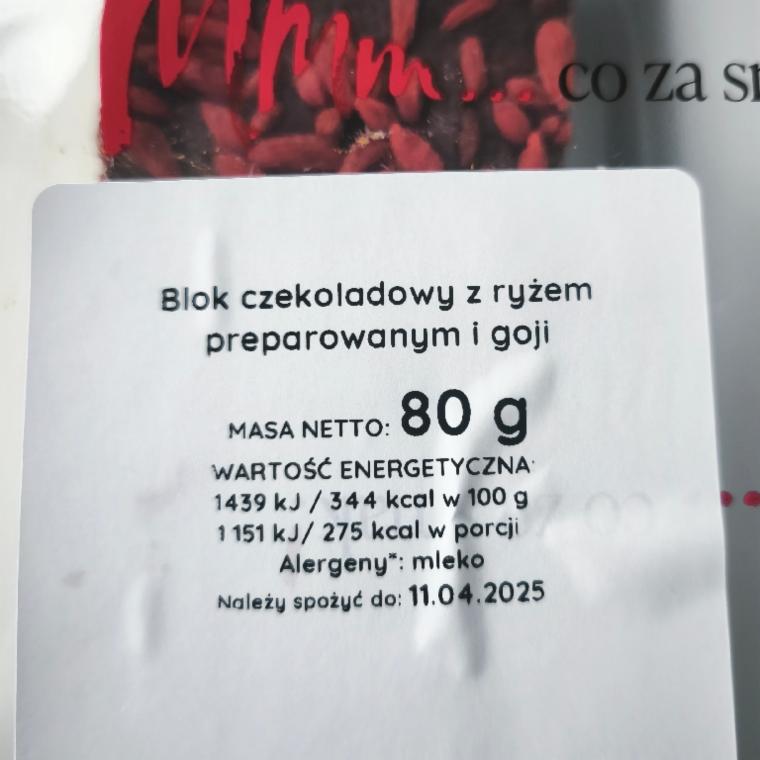 Mmm... co za
Blok czekoladowy z ryżem
preparowanym i goji
MASA NETTO: 80 g
WARTOŚĆ ENERGETYCZNA:
1439 kJ / 344 kcal w 100 g
1 151 kJ/ 275 kcal w porcji
Alergeny*: mleko
Należy spożyć do: 11.04.2025